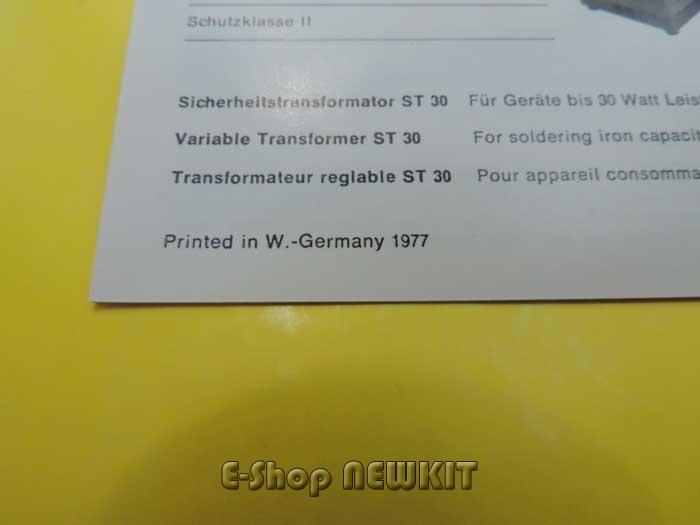 Schutzklasse II
Sicherheitstransformator ST 30 Für Geräte bis 30 Watt
Variable Transformer ST 30 For soldering iron
Transformateur reglable ST 30 Pour appareil
Printed in W.-Germany 1977
E-Shop NEWKIT